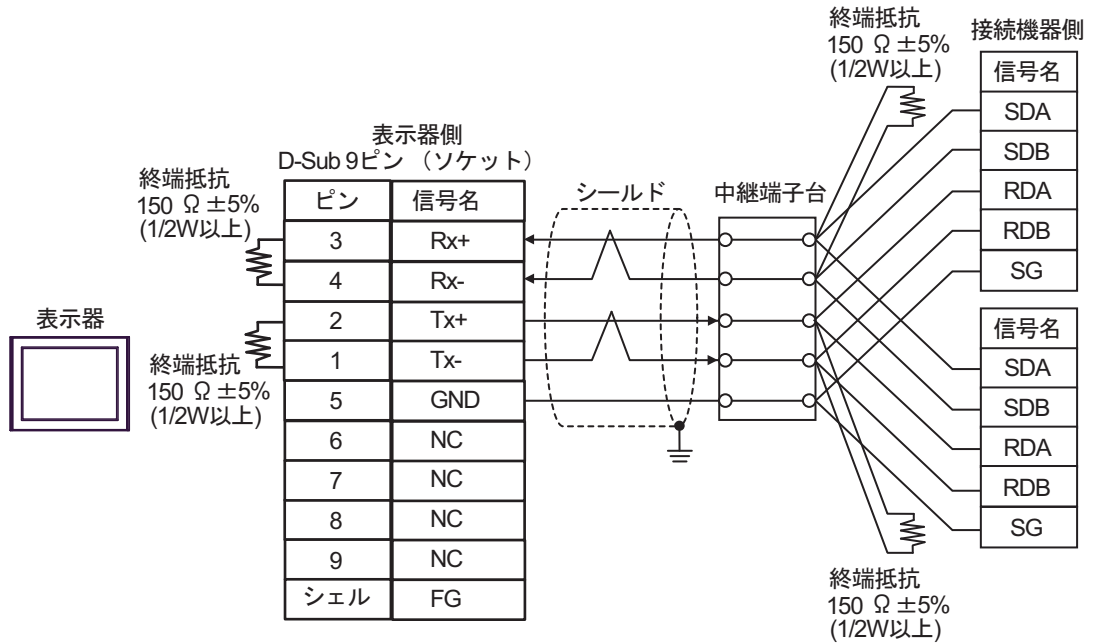 終端抵抗
150 Ω ±5%
(1/2W以上)
接続機器側
信号名
SDA
SDB
RDA
RDB
SG
表示器側
D-Sub 9ピン （ソケット）
終端抵抗
150 Ω ±5%
(1/2W以上)
ピン 信号名
3 Rx+
4 Rx-
2 Tx+
1 Tx-
5 GND
6 NC
7 NC
8 NC
9 NC
シェル FG
シールド
中継端子台
表示器
終端抵抗
150 Ω ±5%
(1/2W以上)
信号名
SDA
SDB
RDA
RDB
SG
終端抵抗
150 Ω ±5%
(1/2W以上)